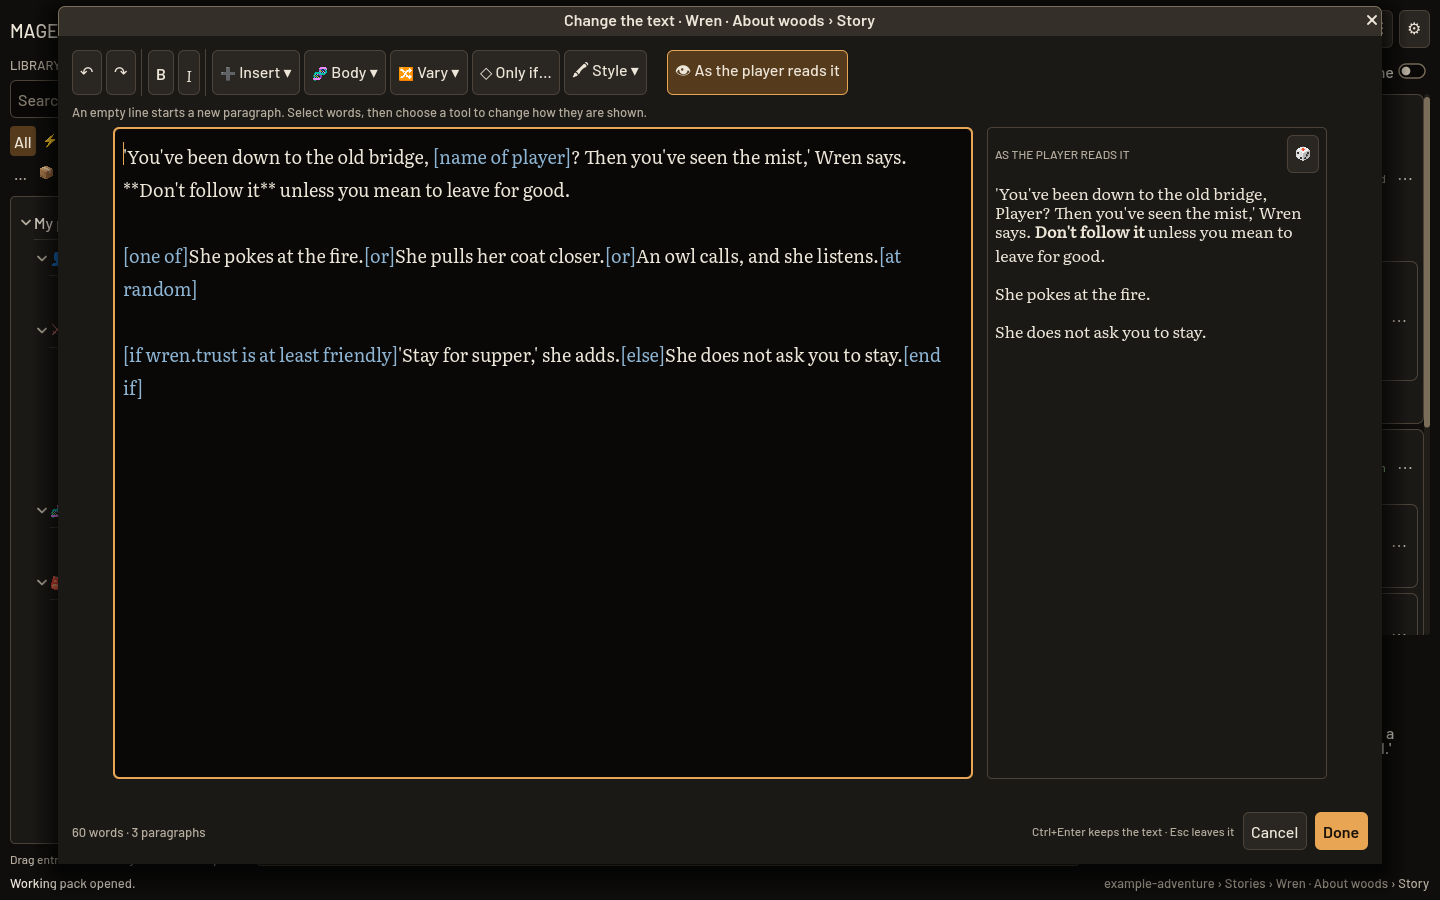 Change the text · Wren · About woods › Story
MAGE
LIBRARY
Searc
All
...
My
Drag entr
Working pack opened.
↶ ↷ B I Insert ▾ Body ▾ Vary ▾ ◇ Only if... Style ▾ As the player reads it
An empty line starts a new paragraph. Select words, then choose a tool to change how they are shown.
'You've been down to the old bridge, [name of player]? Then you've seen the mist,' Wren says.
**Don't follow it** unless you mean to leave for good.
[one of]She pokes at the fire.[or]She pulls her coat closer.[or]An owl calls, and she listens.[at
random]
[if wren.trust is at least friendly]'Stay for supper,' she adds.[else]She does not ask you to stay.[end
if]
AS THE PLAYER READS IT
'You've been down to the old bridge,
Player? Then you've seen the mist,' Wren
says. Don't follow it unless you mean to
leave for good.
She pokes at the fire.
She does not ask you to stay.
60 words · 3 paragraphs
Ctrl+Enter keeps the text · Esc leaves it
Cancel
Done
example-adventure › Stories › Wren · About woods › Story